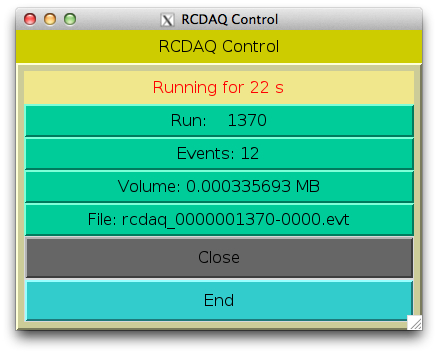 RCDAQ Control
RCDAQ Control
Running for 22 s
Run: 1370
Events: 12
Volume: 0.000335693 MB
File: rcdaq_0000001370-0000.evt
Close
End